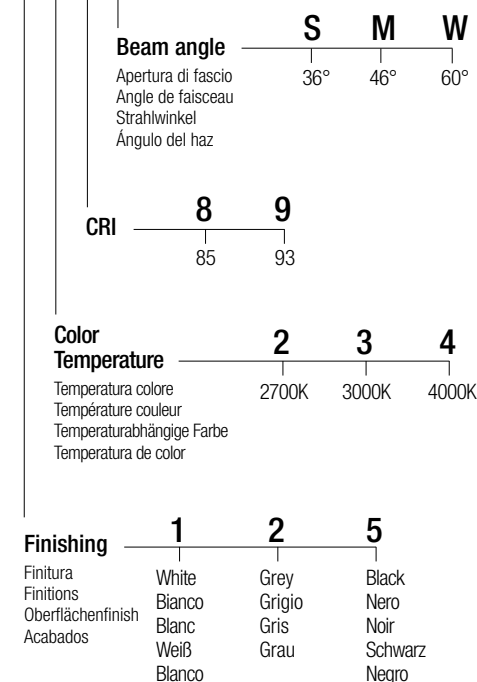 Beam angle S M W
Apertura di fascio 36° 46° 60°
Angle de faisceau
Strahlwinkel
Ángulo del haz
CRI 8 9
85 93
Color
Temperature 2 3 4
Temperatura colore 2700K 3000K 4000K
Température couleur
Temperaturabhängige Farbe
Temperatura de color
Finishing 1 2 5
Finitura White Grey Black
Finitions Bianco Grigio Nero
Oberflächenfinish Blanc Gris Noir
Acabados Weiß Grau Schwarz
Blanco Negro